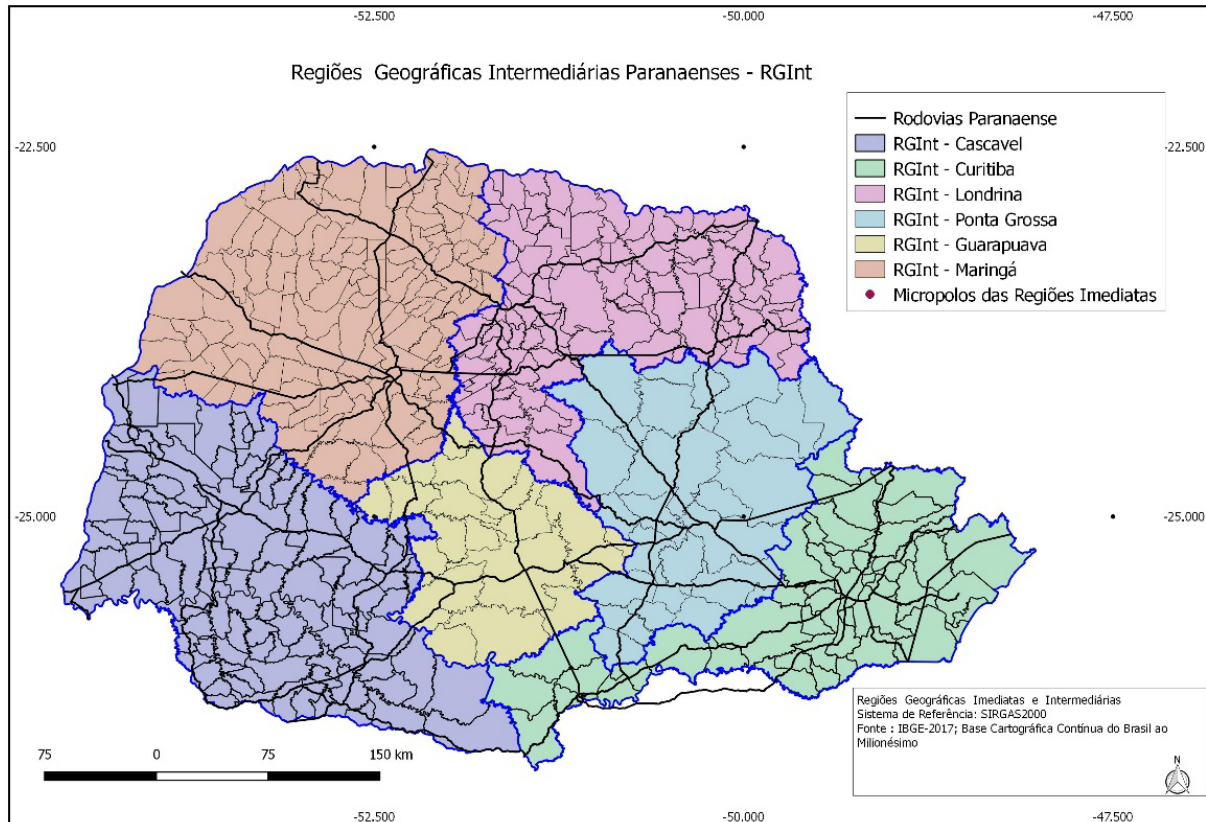 -52.500 -50.000 -47.500
Regiões Geográficas Intermediárias Paranaenses - RGInt
Rodovias Paranaense
RGInt - Cascavel
RGInt - Curitiba
RGInt - Londrina
RGInt - Ponta Grossa
RGInt - Guarapuava
RGInt - Maringá
Micropolos das Regiões Imediatas
-22.500 -22.500
-25.000 -25.000
Regiões Geográficas Imediatas e Intermediárias
Sistema de Referência: SIRGAS2000
Fonte : IBGE-2017; Base Cartográfica Contínua do Brasil ao
Milionésimo
75 0 75 150 km
N
-52.500 -50.000 -47.500